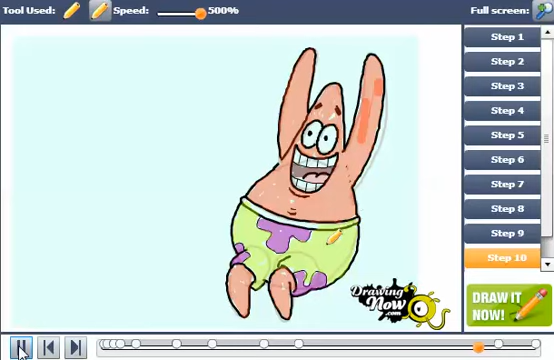 Tool Used: Speed: 500% Full screen:
Step 1
Step 2
Step 3
Step 4
Step 5
Step 6
Step 7
Step 8
Step 9
Step 10
Drawing
Now.com
DRAW IT
NOW!